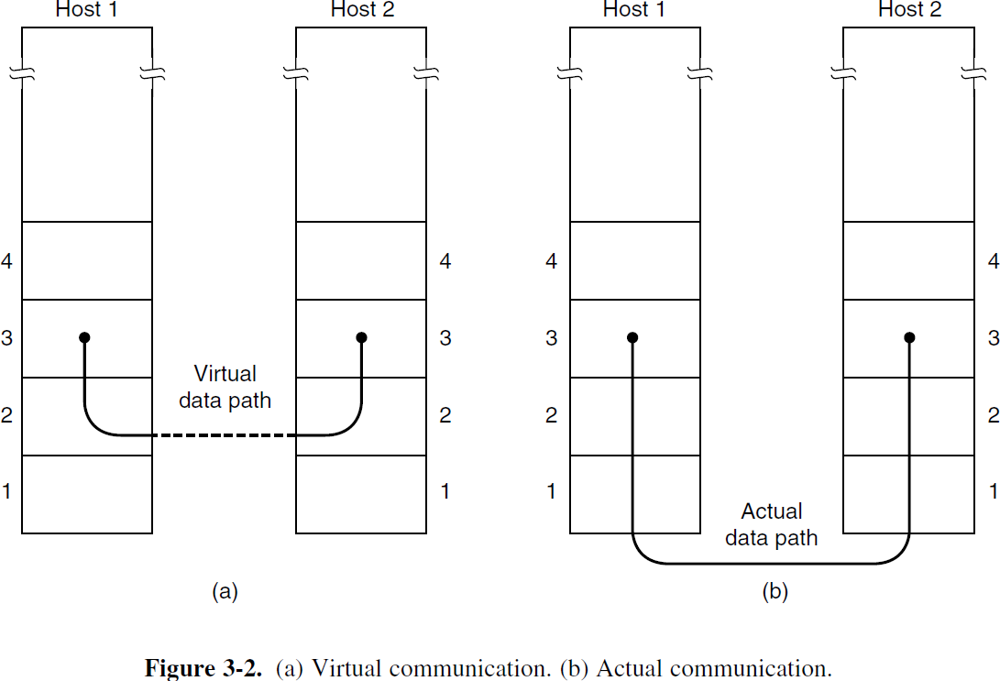 Host 1
Host 2
Host 1
Host 2
4
4
4
4
3
3
3
3
Virtual
data path
2
2
2
2
1
1
1
1
Actual
data path
(a)
(b)
Figure 3-2. (a) Virtual communication. (b) Actual communication.